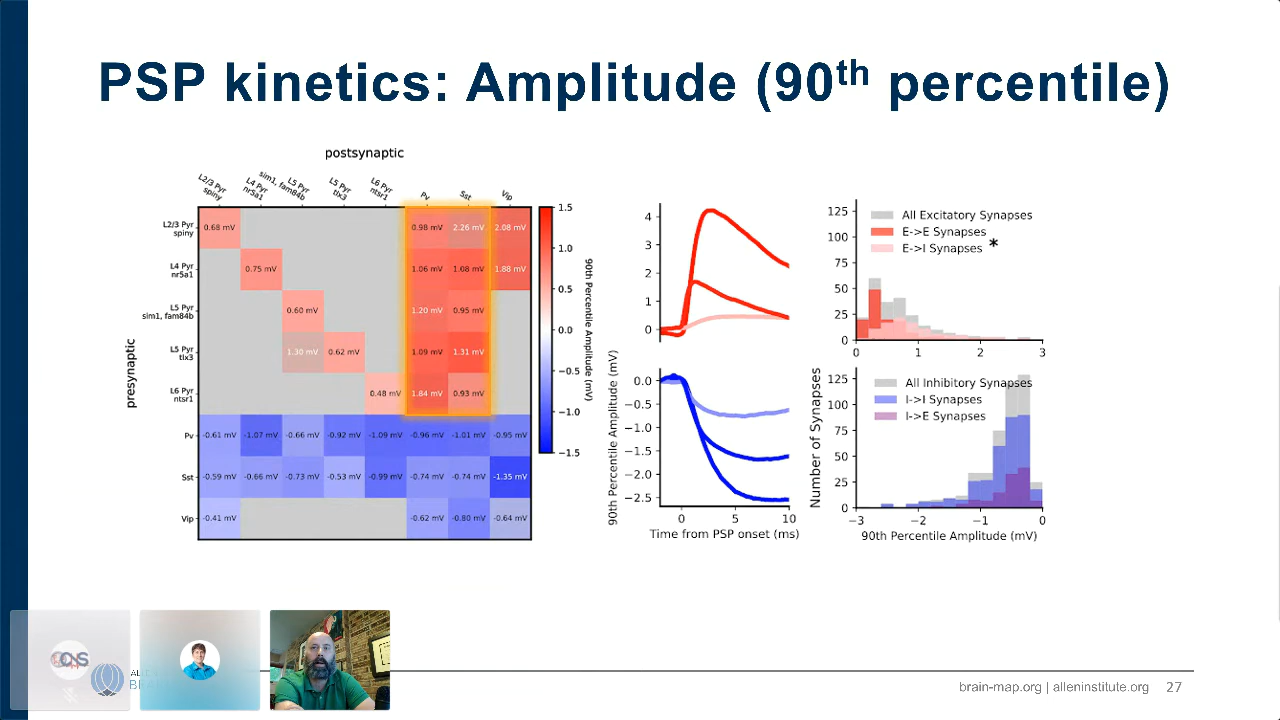 PSP kinetics: Amplitude (90th percentile)
postsynaptic
L2/3 Pyr
spiny
L4 Pyr
nr5a1
L5 Pyr
sim1, fam84b
L5 Pyr
tlx3
L6 Pyr
ntsr1
Pv
Sst
Vip
presynaptic
L2/3 Pyr
spiny
0.68 mV 0.98 mV 2.26 mV 2.08 mV
L4 Pyr
nr5a1
0.75 mV 1.06 mV 1.08 mV 1.88 mV
L5 Pyr
sim1, fam84b
0.60 mV 1.20 mV 0.95 mV
L5 Pyr
tlx3
1.30 mV 0.62 mV 1.09 mV 1.31 mV
L6 Pyr
ntsr1
0.48 mV 1.84 mV 0.93 mV
Pv -0.61 mV -1.07 mV -0.66 mV -0.92 mV -1.09 mV -0.96 mV -1.01 mV -0.95 mV
Sst -0.59 mV -0.66 mV -0.73 mV -0.53 mV -0.99 mV -0.74 mV -0.74 mV -1.35 mV
Vip -0.41 mV -0.62 mV -0.80 mV -0.64 mV
1.5
1.0
0.5
0.0
−0.5
−1.0
−1.5
90th Percentile Amplitude (mV)
4
3
2
1
0
0.0
−0.5
−1.0
−1.5
−2.0
−2.5
90th Percentile Amplitude (mV)
0 5 10
Time from PSP onset (ms)
125
100
75
50
25
0
All Excitatory Synapses
E->E Synapses
E->I Synapses *
0 1 2 3
125
100
75
50
25
0
Number of Synapses
All Inhibitory Synapses
I->I Synapses
I->E Synapses
−3 −2 −1 0
90th Percentile Amplitude (mV)
brain-map.org | alleninstitute.org 27